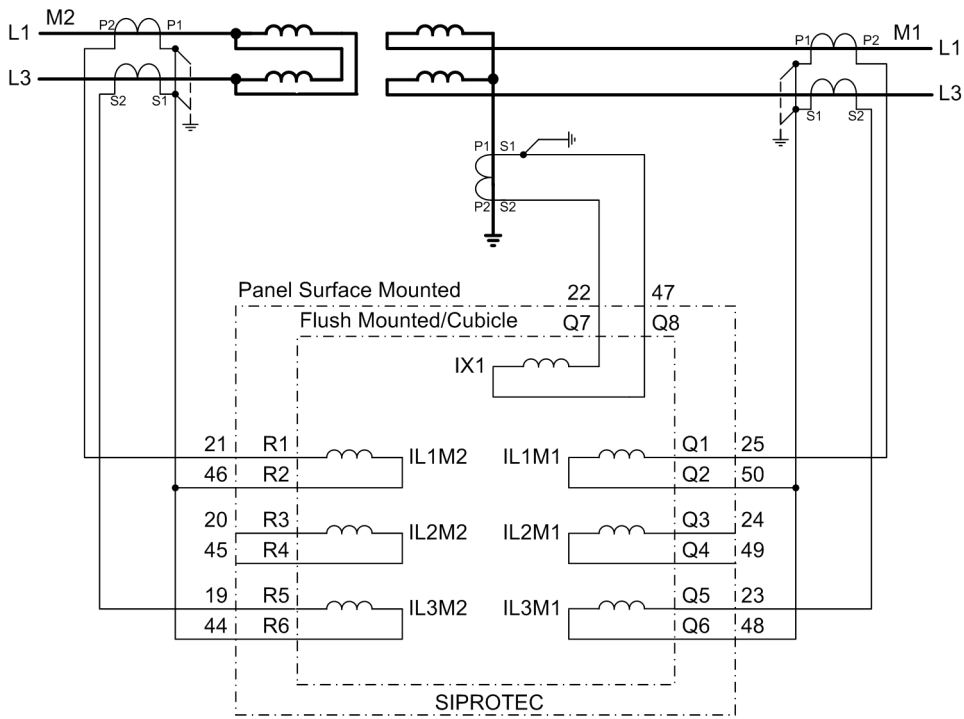 M2
M1
P2 P1
L1
P1 P2
L1
L3
L3
S2 S1
S1 S2
P1 S1
P2 S2
Panel Surface Mounted 22 47
Flush Mounted/Cubicle Q7 Q8
IX1
21 R1 IL1M2 IL1M1 Q1 25
46 R2 Q2 50
20 R3 IL2M2 IL2M1 Q3 24
45 R4 Q4 49
19 R5 IL3M2 IL3M1 Q5 23
44 R6 Q6 48
SIPROTEC